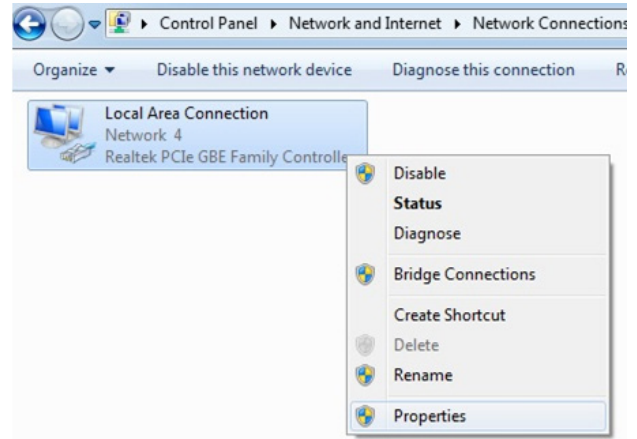 Control Panel ▸ Network and Internet ▸ Network Connections
Organize Disable this network device Diagnose this connection
Local Area Connection
Network 4
Realtek PCIe GBE Family Controlle
Disable
Status
Diagnose
Bridge Connections
Create Shortcut
Delete
Rename
Properties